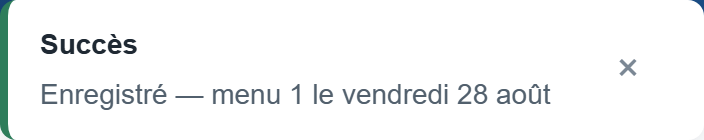 Succès
Enregistré — menu 1 le vendredi 28 août